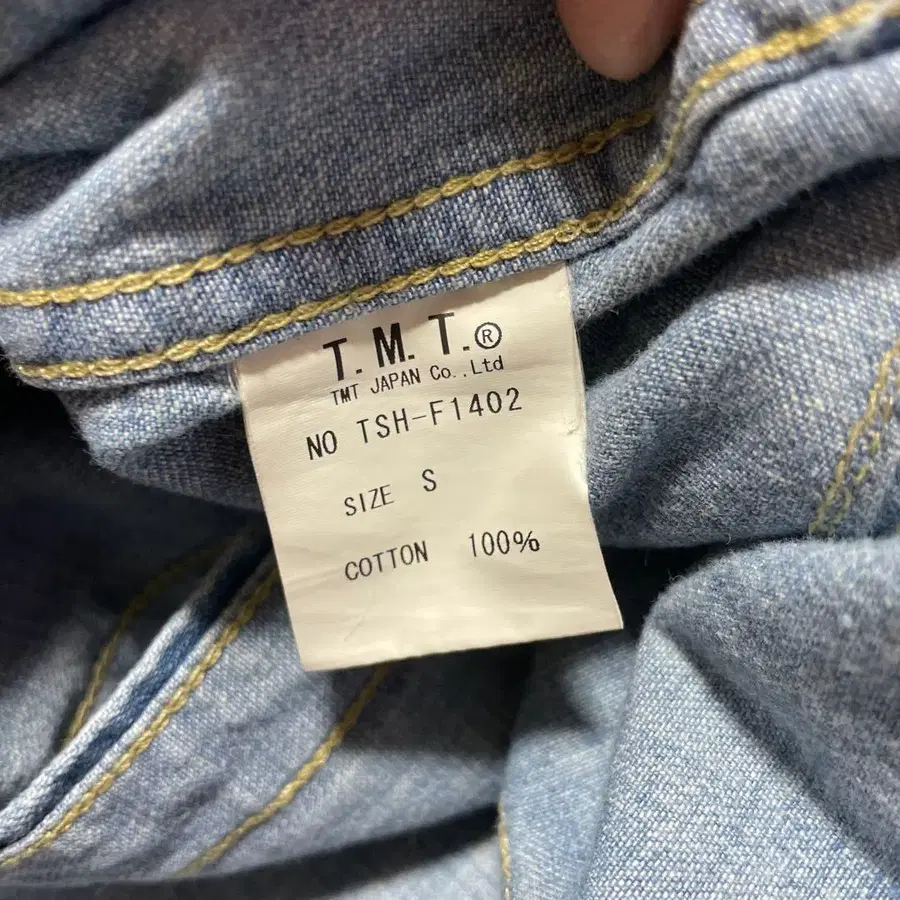 T.M.T.®
TMT JAPAN Co.,Ltd
NO TSH-F1402
SIZE S
COTTON 100%